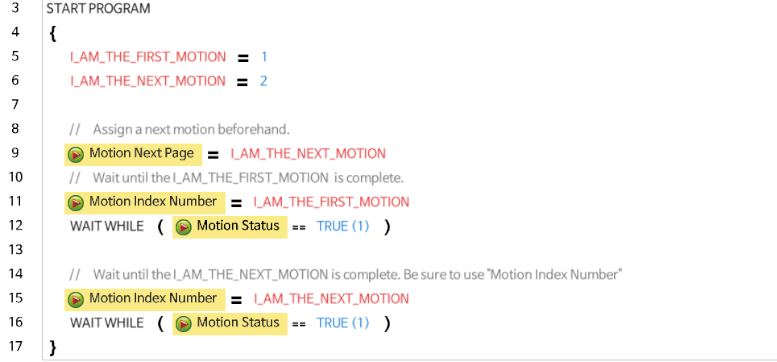 3 START PROGRAM
4 {
5 I_AM_THE_FIRST_MOTION = 1
6 I_AM_THE_NEXT_MOTION = 2
7
8 // Assign a next motion beforehand.
9 Motion Next Page = I_AM_THE_NEXT_MOTION
10 // Wait until the I_AM_THE_FIRST_MOTION is complete.
11 Motion Index Number = I_AM_THE_FIRST_MOTION
12 WAIT WHILE ( Motion Status == TRUE (1) )
13
14 // Wait until the I_AM_THE_NEXT_MOTION is complete. Be sure to use "Motion Index Number"
15 Motion Index Number = I_AM_THE_NEXT_MOTION
16 WAIT WHILE ( Motion Status == TRUE (1) )
17 }